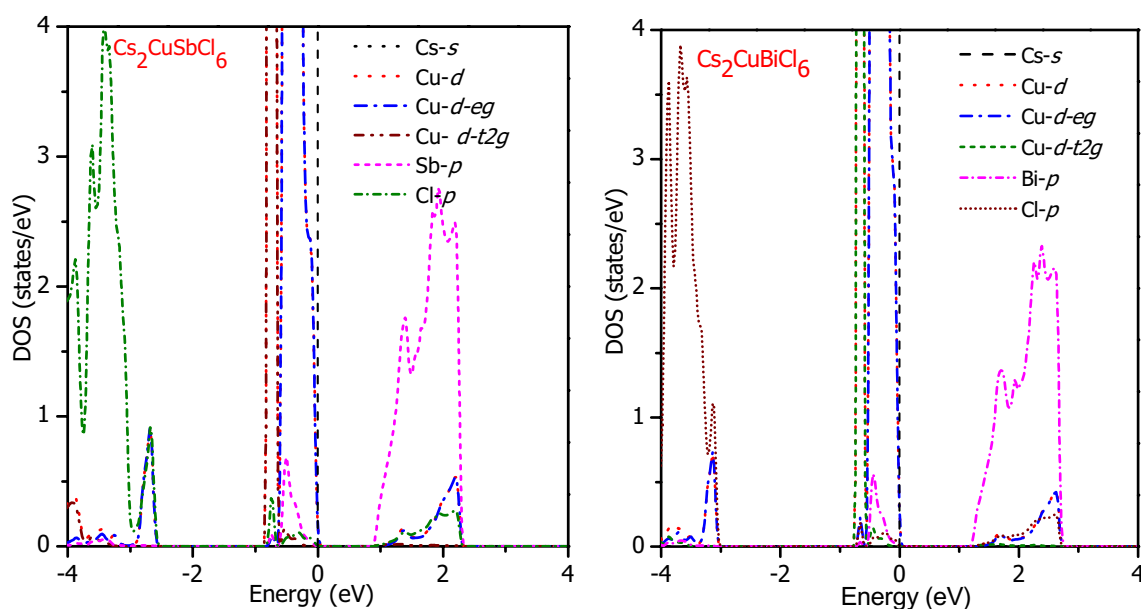 Cs2CuSbCl6
Cs-s
Cu-d
Cu-d-eg
Cu- d-t2g
Sb-p
Cl-p
DOS (states/eV)
4
3
2
1
0
-4
-2
0
2
4
Energy (eV)
Cs2CuBiCl6
Cs-s
Cu-d
Cu-d-eg
Cu-d-t2g
Bi-p
Cl-p
DOS (states/eV)
4
3
2
1
0
-4
-2
0
2
4
Energy (eV)